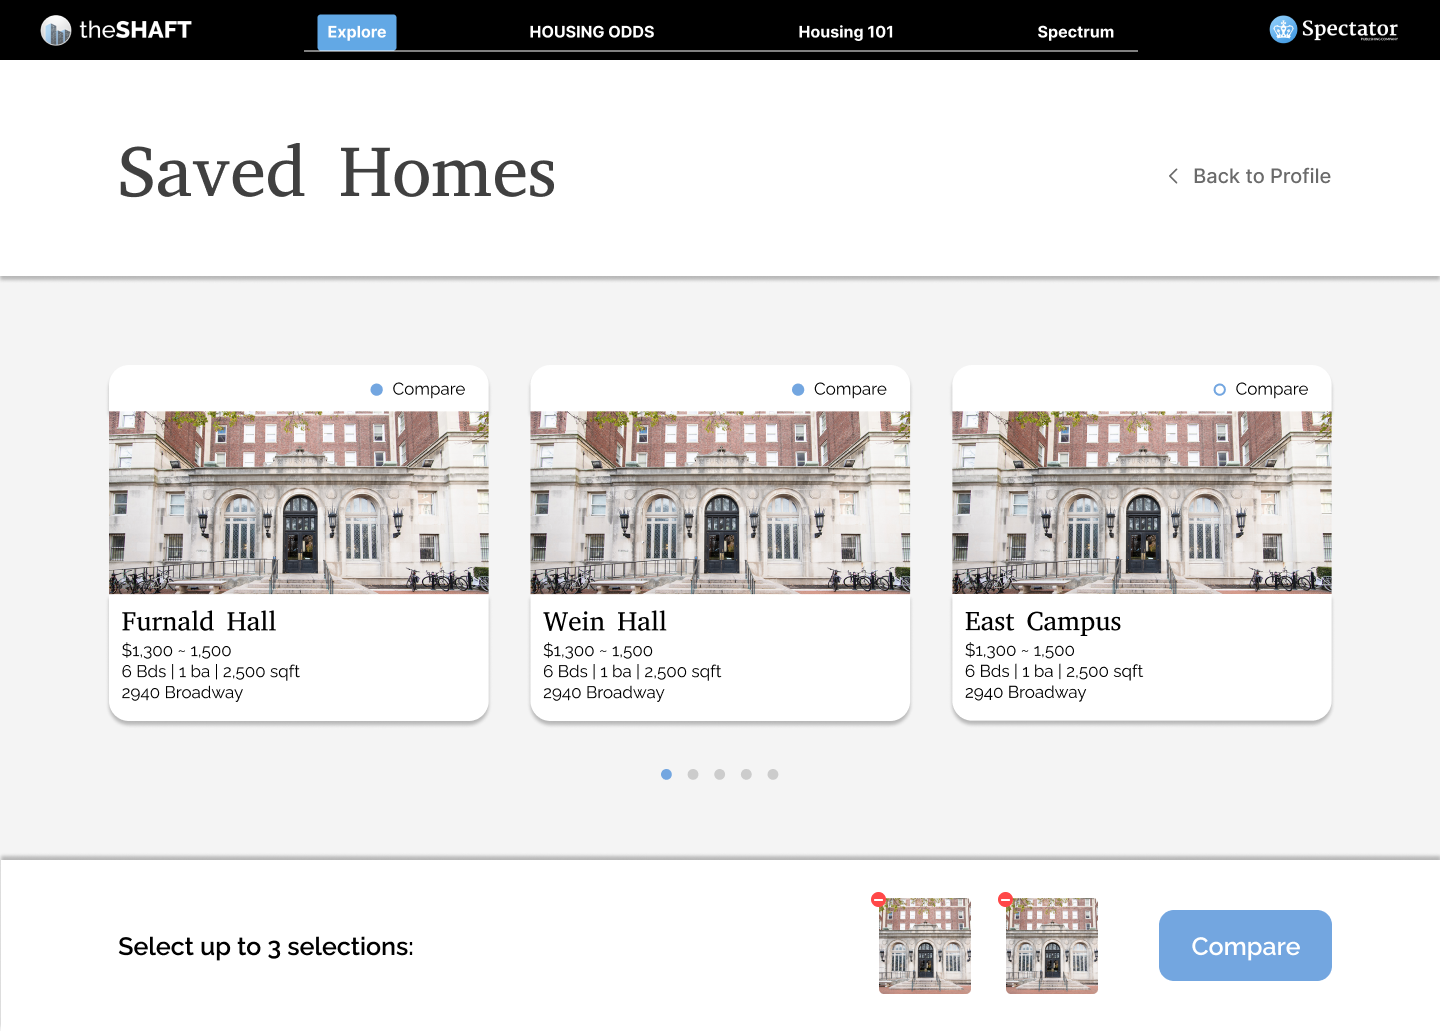 theSHAFT
Explore
HOUSING ODDS
Housing 101
Spectrum
Spectator
PUBLISHING COMPANY
Saved Homes
Back to Profile
Compare
Compare
Compare
Furnald Hall
$1,300 ~ 1,500
6 Bds | 1 ba | 2,500 sqft
2940 Broadway
Wein Hall
$1,300 ~ 1,500
6 Bds | 1 ba | 2,500 sqft
2940 Broadway
East Campus
$1,300 ~ 1,500
6 Bds | 1 ba | 2,500 sqft
2940 Broadway
Select up to 3 selections:
Compare